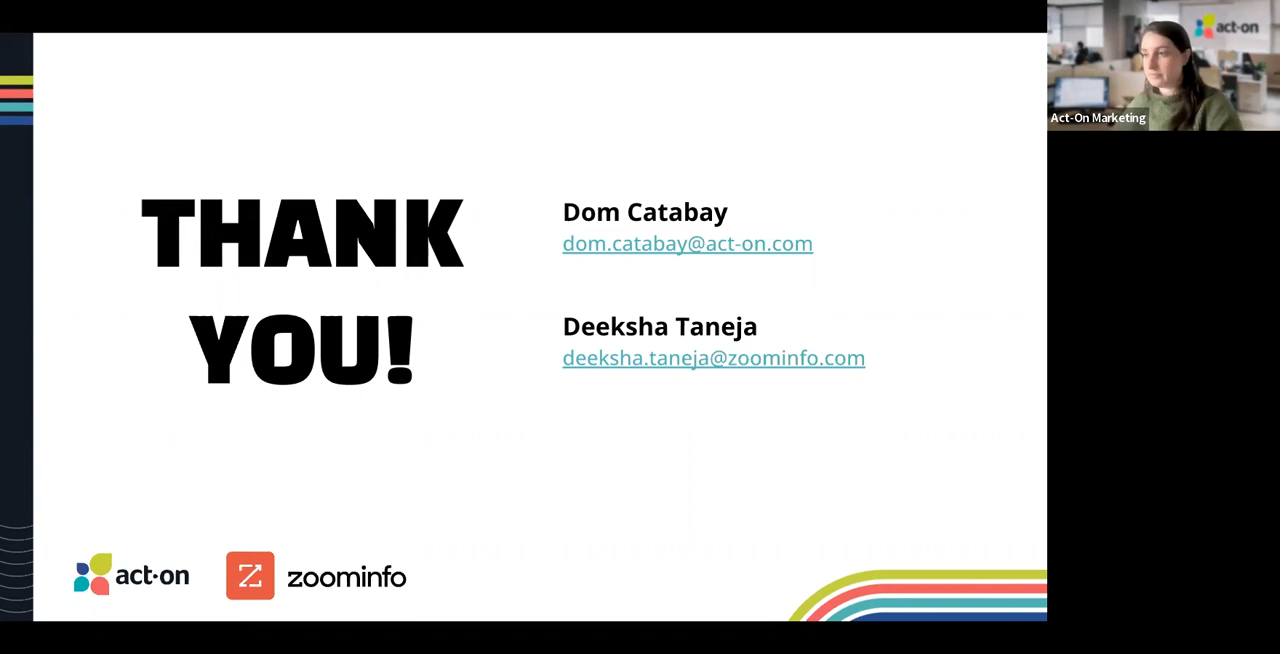 THANK
YOU!
Dom Catabay
dom.catabay@act-on.com
Deeksha Taneja
deeksha.taneja@zoominfo.com
act-on
zoominfo
act-on
Act-On Marketing